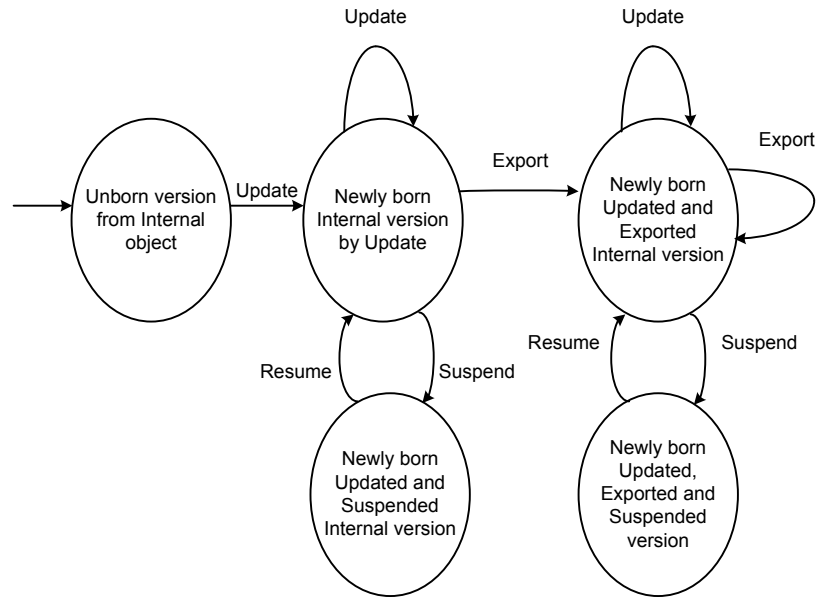 Update
Update
Export
Export
Update
Unborn version
from Internal
object
Newly born
Internal version
by Update
Newly born
Updated and
Exported
Internal version
Resume
Suspend
Resume
Suspend
Newly born
Updated and
Suspended
Internal version
Newly born
Updated,
Exported and
Suspended
version